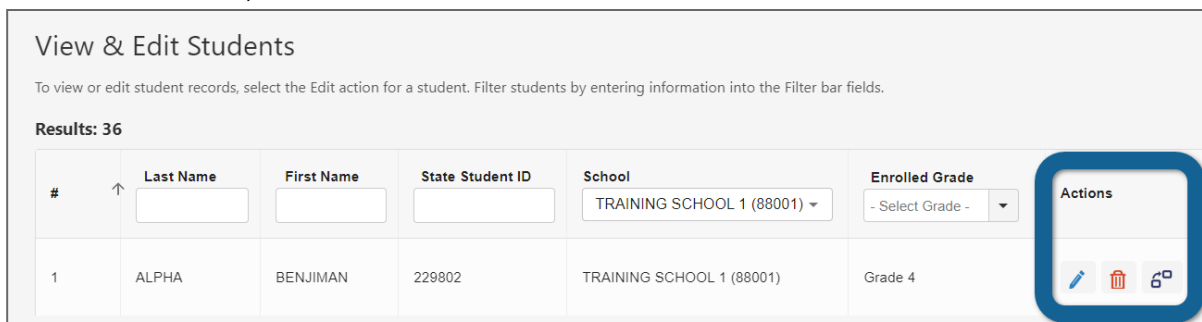 View & Edit Students
To view or edit student records, select the Edit action for a student. Filter students by entering information into the Filter bar fields.
Results: 36
# Last Name First Name State Student ID School Enrolled Grade Actions
TRAINING SCHOOL 1 (88001) - Select Grade -
1 ALPHA BENJIMAN 229802 TRAINING SCHOOL 1 (88001) Grade 4